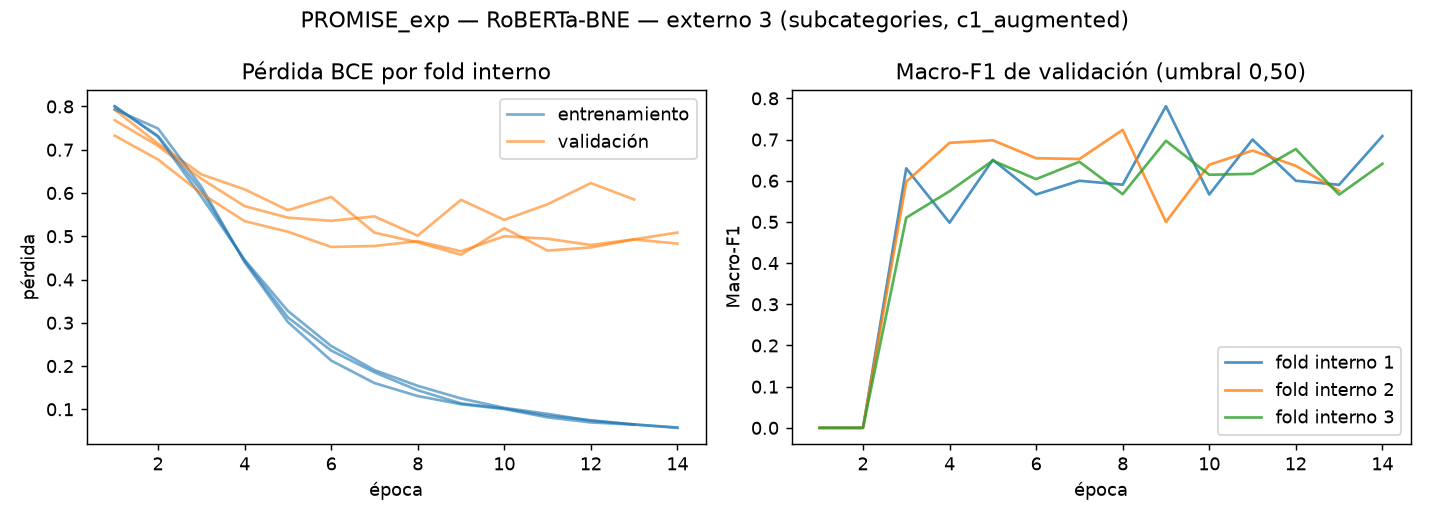 PROMISE_exp — RoBERTa-BNE — externo 3 (subcategories, c1_augmented)
Pérdida BCE por fold interno
0.8
0.7
0.6
0.5
0.4
0.3
0.2
0.1
pérdida
2 4 6 8 10 12 14
época
entrenamiento
validación
Macro-F1 de validación (umbral 0,50)
0.8
0.7
0.6
0.5
0.4
0.3
0.2
0.1
0.0
Macro-F1
2 4 6 8 10 12 14
época
fold interno 1
fold interno 2
fold interno 3